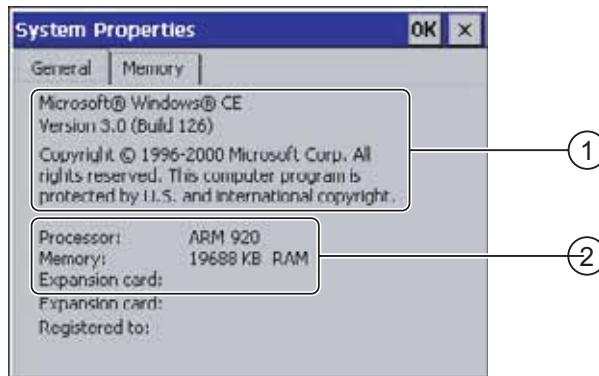 System Properties OK ×
General Memory
Microsoft® Windows® CE
Version 3.0 (Build 126)
Copyright © 1996-2000 Microsoft Corp. All
rights reserved. This computer program is
protected by U.S. and international copyright.
1
Processor: ARM 920
Memory: 19688 KB RAM
Expansion card:
2
Expansion card:
Registered to: